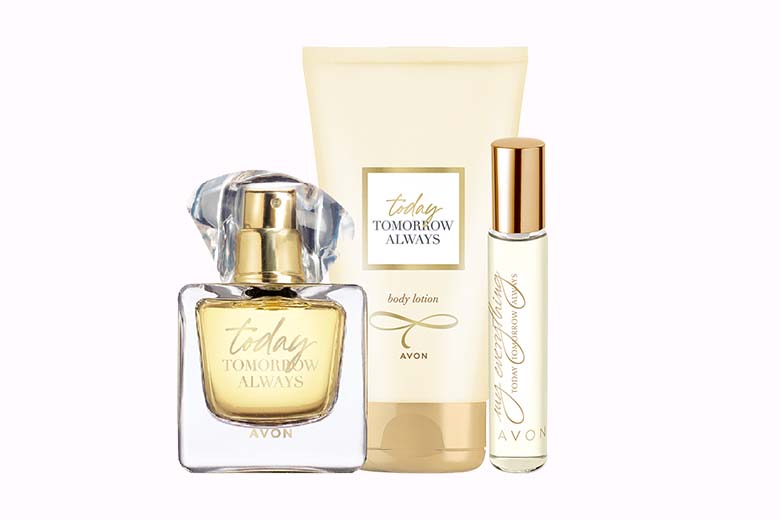 today
TOMORROW
ALWAYS
AVON
today
TOMORROW
ALWAYS
body lotion
AVON
my everything
TODAY TOMORROW ALWAYS
AVON